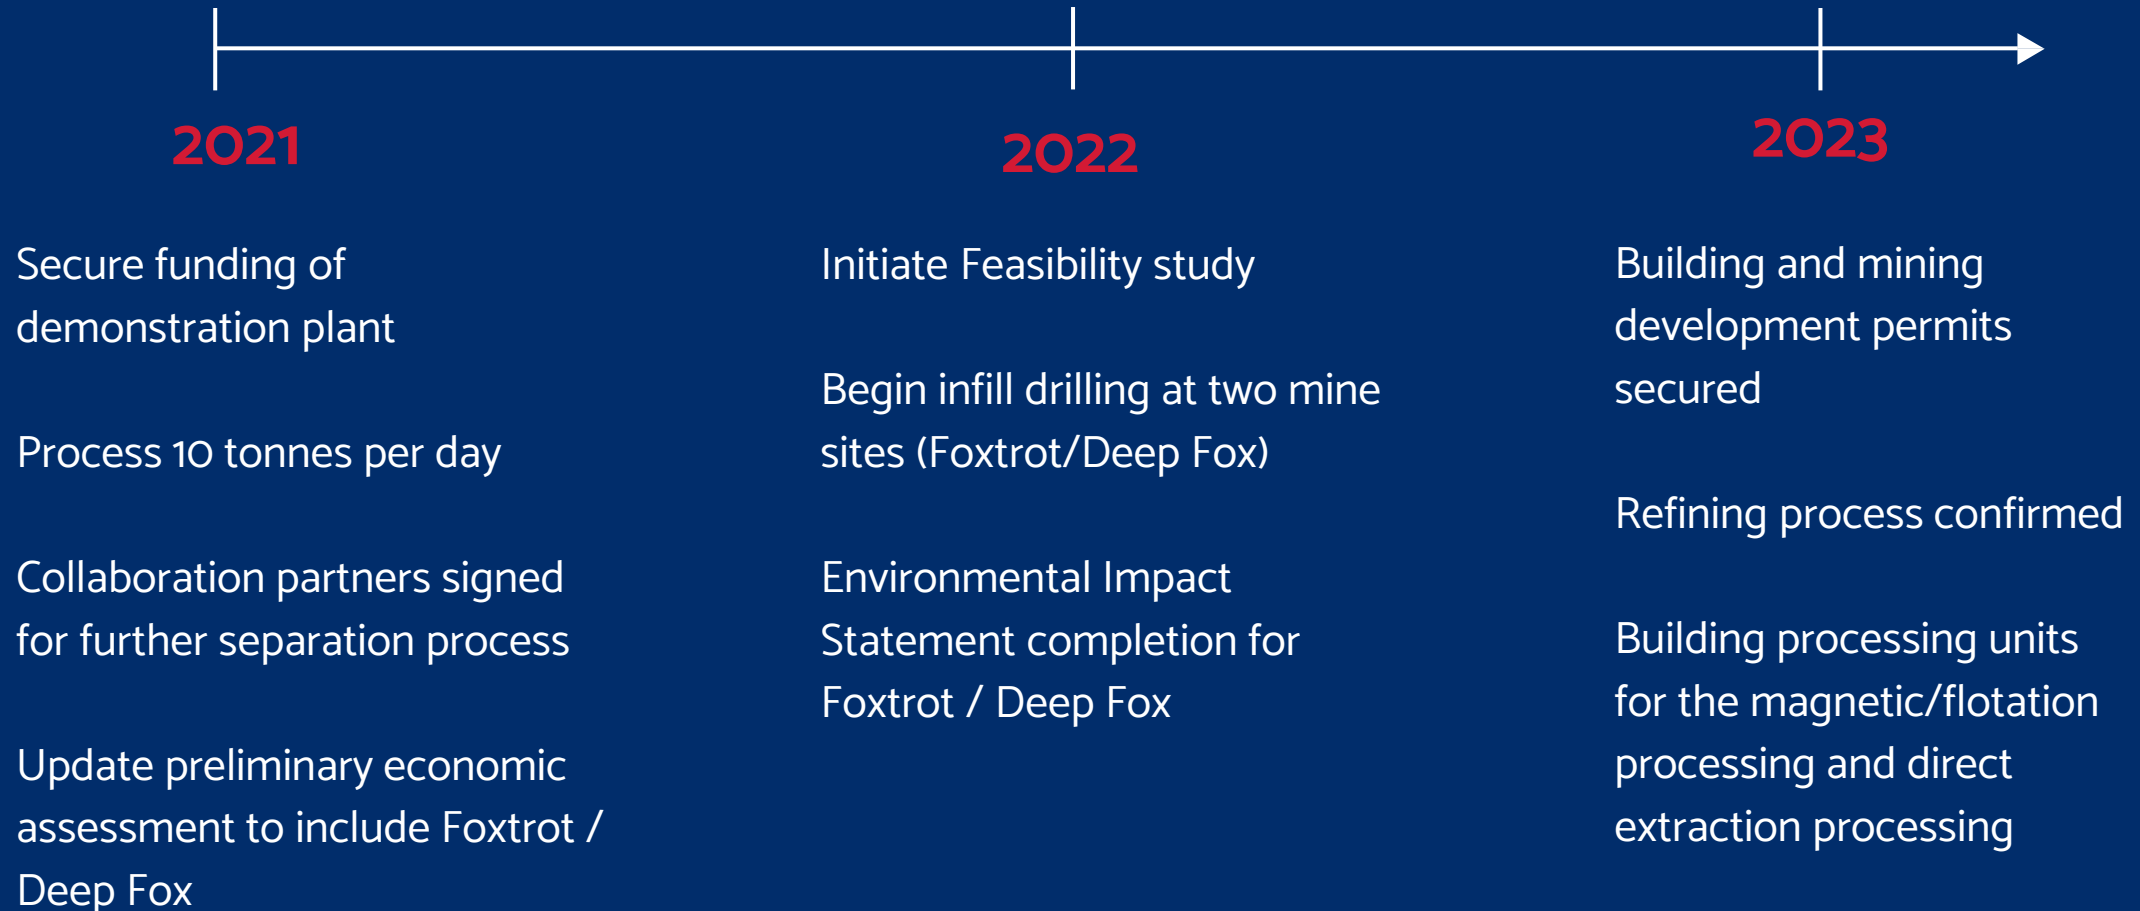 2021
Secure funding of
demonstration plant
Process 10 tonnes per day
Collaboration partners signed
for further separation process
Update preliminary economic
assessment to include Foxtrot /
Deep Fox
2022
Initiate Feasibility study
Begin infill drilling at two mine
sites (Foxtrot/Deep Fox)
Environmental Impact
Statement completion for
Foxtrot / Deep Fox
2023
Building and mining
development permits
secured
Refining process confirmed
Building processing units
for the magnetic/flotation
processing and direct
extraction processing